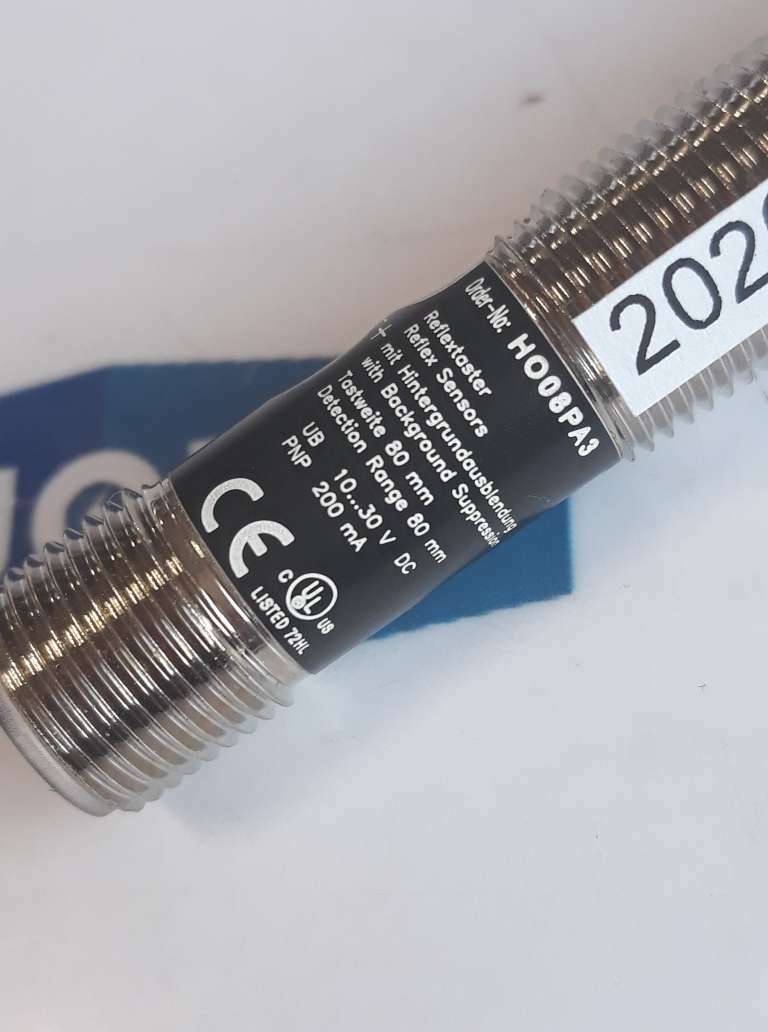 Order-No: HO08PA3
Reflextaster
Reflex Sensors
mit Hintergrundausblendung
with Background Suppression
Tastweite 80 mm
Detection Range 80 mm
UB 10...30 V DC
PNP 200 mA
CE
C UL US
LISTED 72HL
202